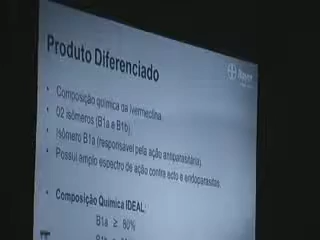 Produto Diferenciado
Bayer
• Composição química da Ivermectina.
• 02 isômeros (B1a e B1b).
• Isômero B1a (responsável pela ação antiparasitária).
• Possui amplo espectro de ação contra ecto e endoparasitas.
• Composição Química IDEAL:
B1a ≥ 80%